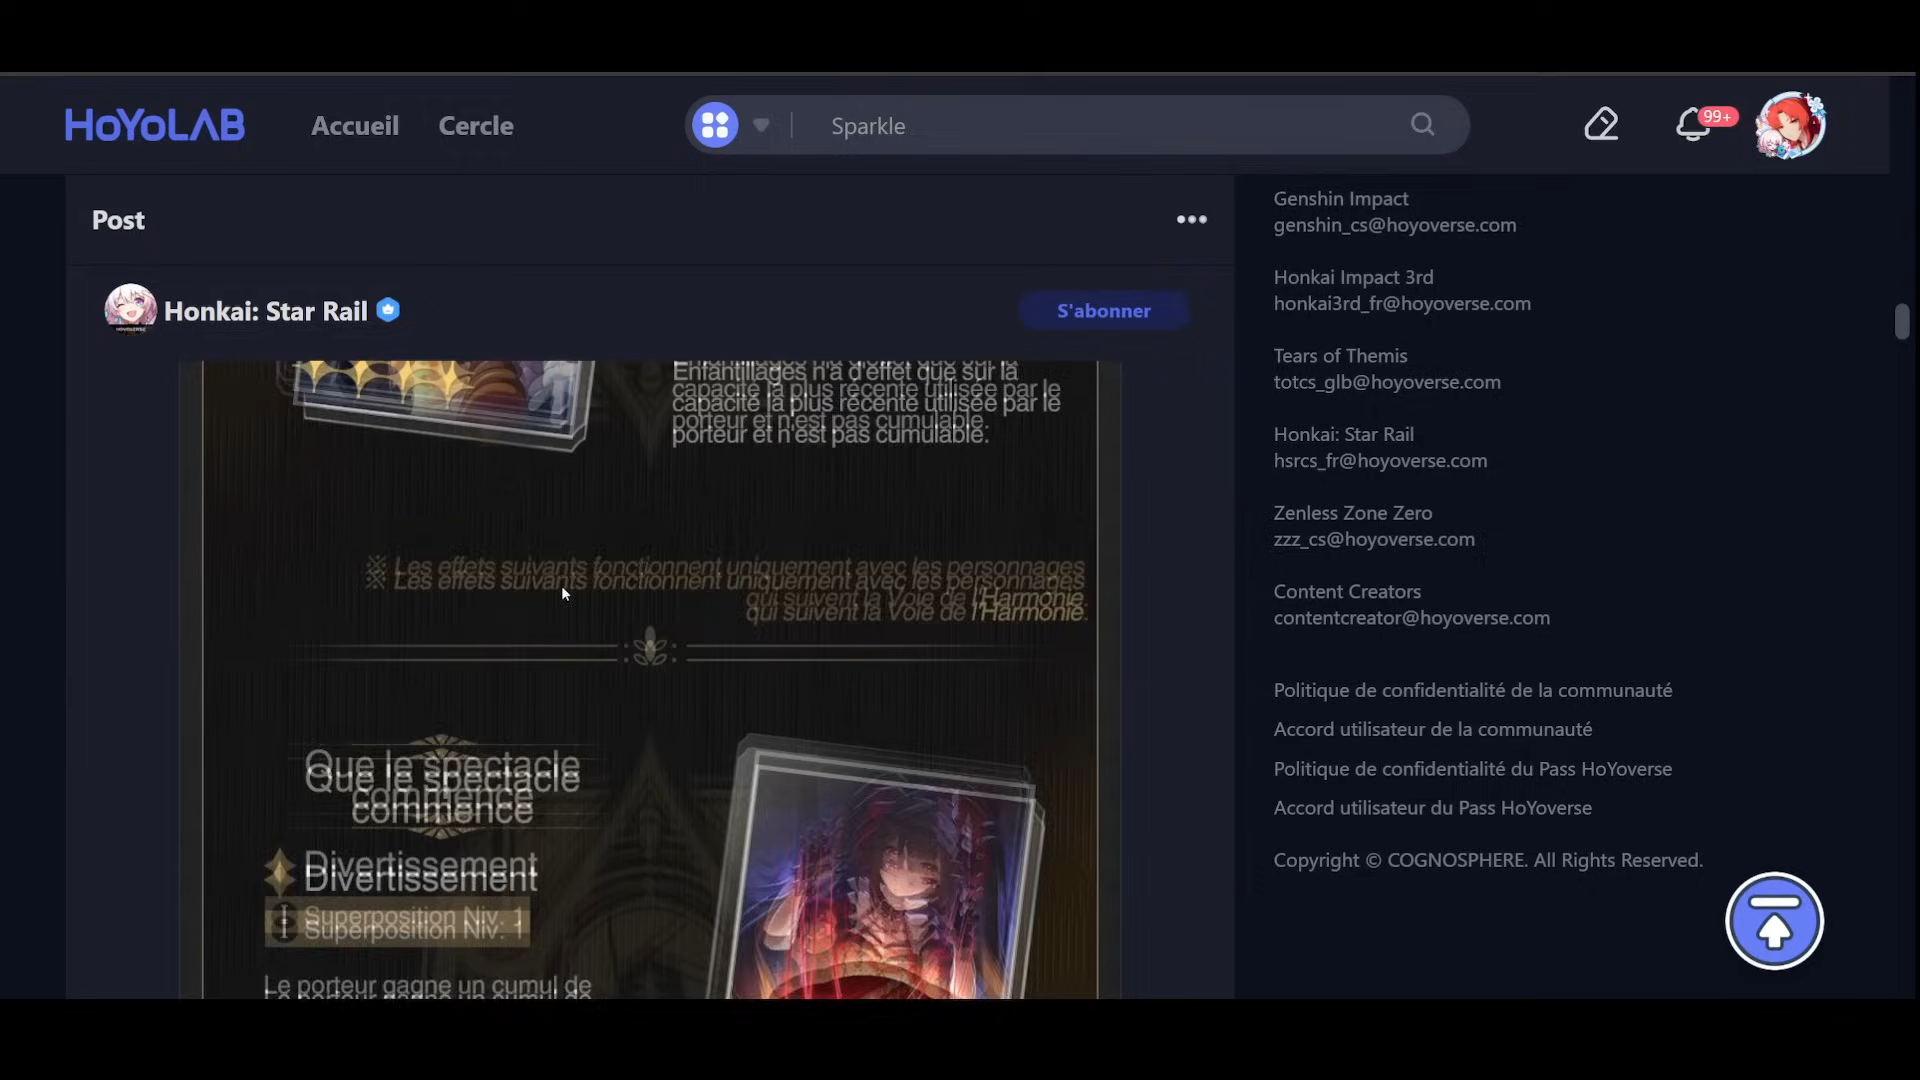 HoYoLAB
Accueil
Cercle
Sparkle
99+
Post
Honkai: Star Rail
S'abonner
Enfantillages n'a d'effet que sur la
capacité la plus récente utilisée par le
porteur et n'est pas cumulable.
※ Les effets suivants fonctionnent uniquement avec les personnages
qui suivent la Voie de l'Harmonie.
Que le spectacle
commence
Divertissement
Superposition Niv. 1
Le porteur gagne un cumul de
Genshin Impact
genshin_cs@hoyoverse.com
Honkai Impact 3rd
honkai3rd_fr@hoyoverse.com
Tears of Themis
totcs_glb@hoyoverse.com
Honkai: Star Rail
hsrcs_fr@hoyoverse.com
Zenless Zone Zero
zzz_cs@hoyoverse.com
Content Creators
contentcreator@hoyoverse.com
Politique de confidentialité de la communauté
Accord utilisateur de la communauté
Politique de confidentialité du Pass HoYoverse
Accord utilisateur du Pass HoYoverse
Copyright © COGNOSPHERE. All Rights Reserved.